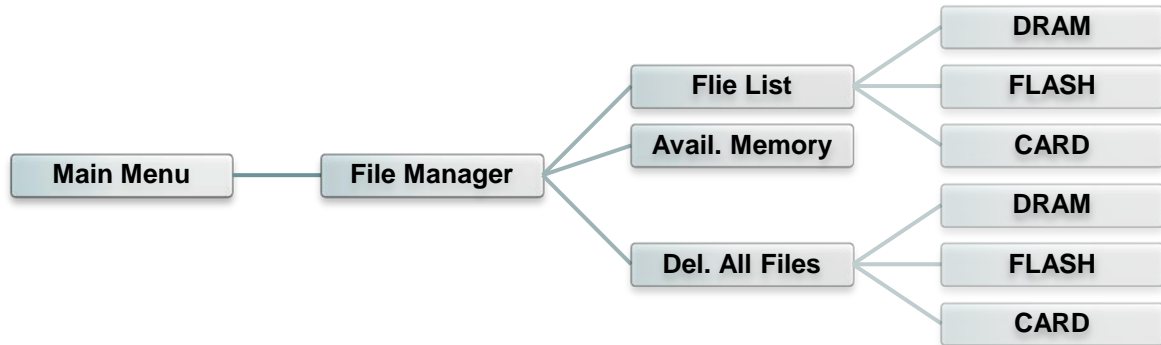 Main Menu
File Manager
Flie List
DRAM
FLASH
CARD
Avail. Memory
Del. All Files
DRAM
FLASH
CARD